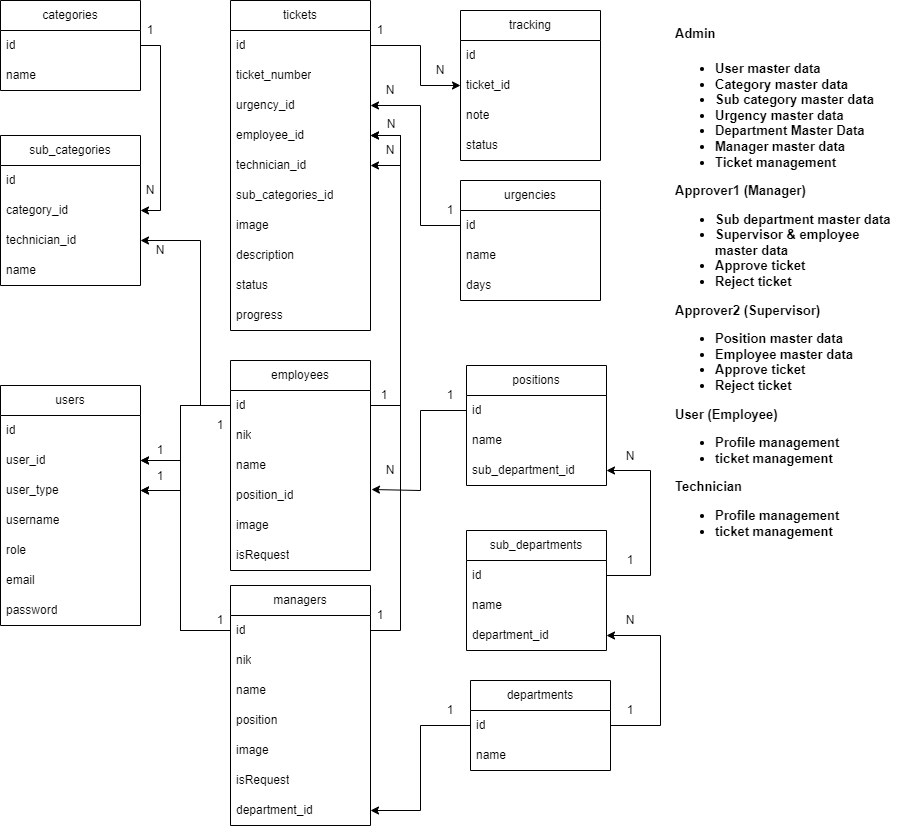 categories
1
id
name
sub_categories
id
N
category_id
technician_id
N
name
users
id
user_id
1
user_type
1
username
role
email
password
tickets
id
1
ticket_number
urgency_id
N
employee_id
N
technician_id
N
sub_categories_id
image
description
status
progress
employees
id
1
1
nik
name
position_id
N
image
isRequest
managers
id
1
1
nik
name
position
image
isRequest
department_id
tracking
id
N
ticket_id
note
status
urgencies
id
1
name
days
positions
id
1
name
sub_department_id
N
sub_departments
id
1
name
department_id
N
departments
id
1
1
name
Admin
User master data
Category master data
Sub category master data
Urgency master data
Department Master Data
Manager master data
Ticket management
Approver1 (Manager)
Sub department master data
Supervisor & employee
master data
Approve ticket
Reject ticket
Approver2 (Supervisor)
Position master data
Employee master data
Approve ticket
Reject ticket
User (Employee)
Profile management
ticket management
Technician
Profile management
ticket management